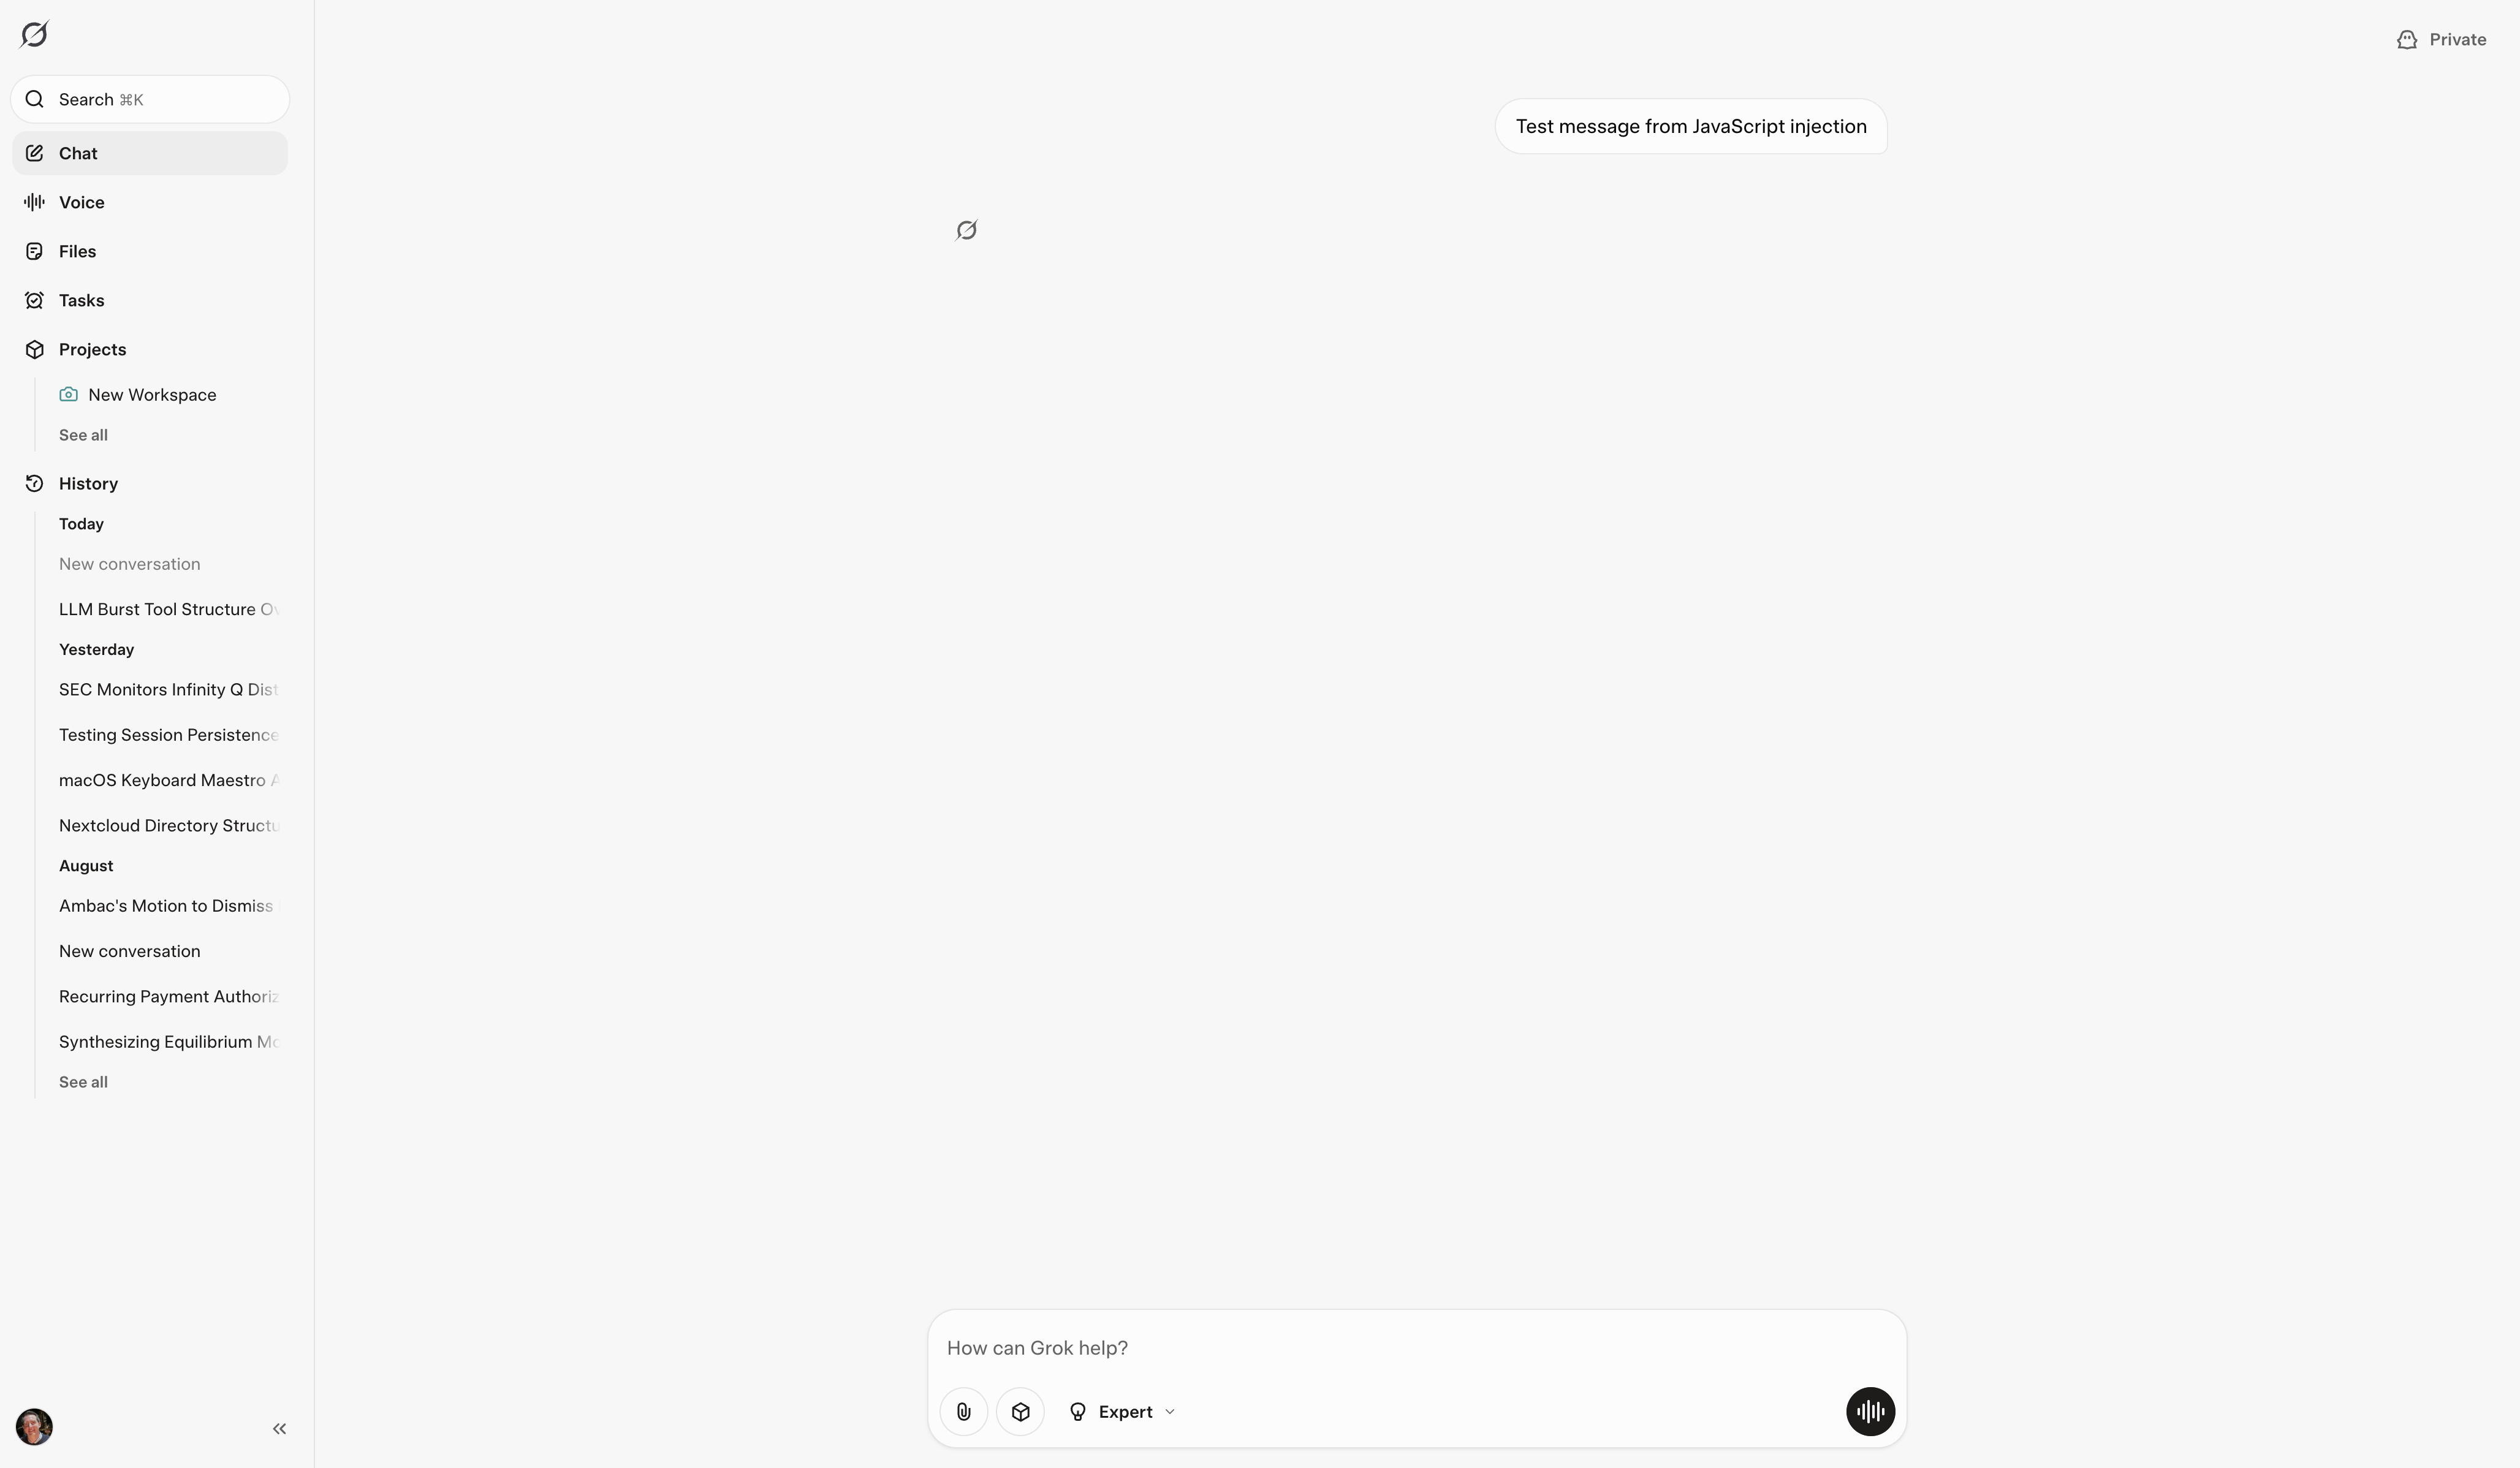 Search ⌘K
Chat
Voice
Files
Tasks
Projects
New Workspace
See all
History
Today
New conversation
LLM Burst Tool Structure
Yesterday
SEC Monitors Infinity Q Dist
Testing Session Persistence
macOS Keyboard Maestro A
Nextcloud Directory Structu
August
Ambac's Motion to Dismiss
New conversation
Recurring Payment Authoriz
Synthesizing Equilibrium Mo
See all
Private
Test message from JavaScript injection
How can Grok help?
Expert